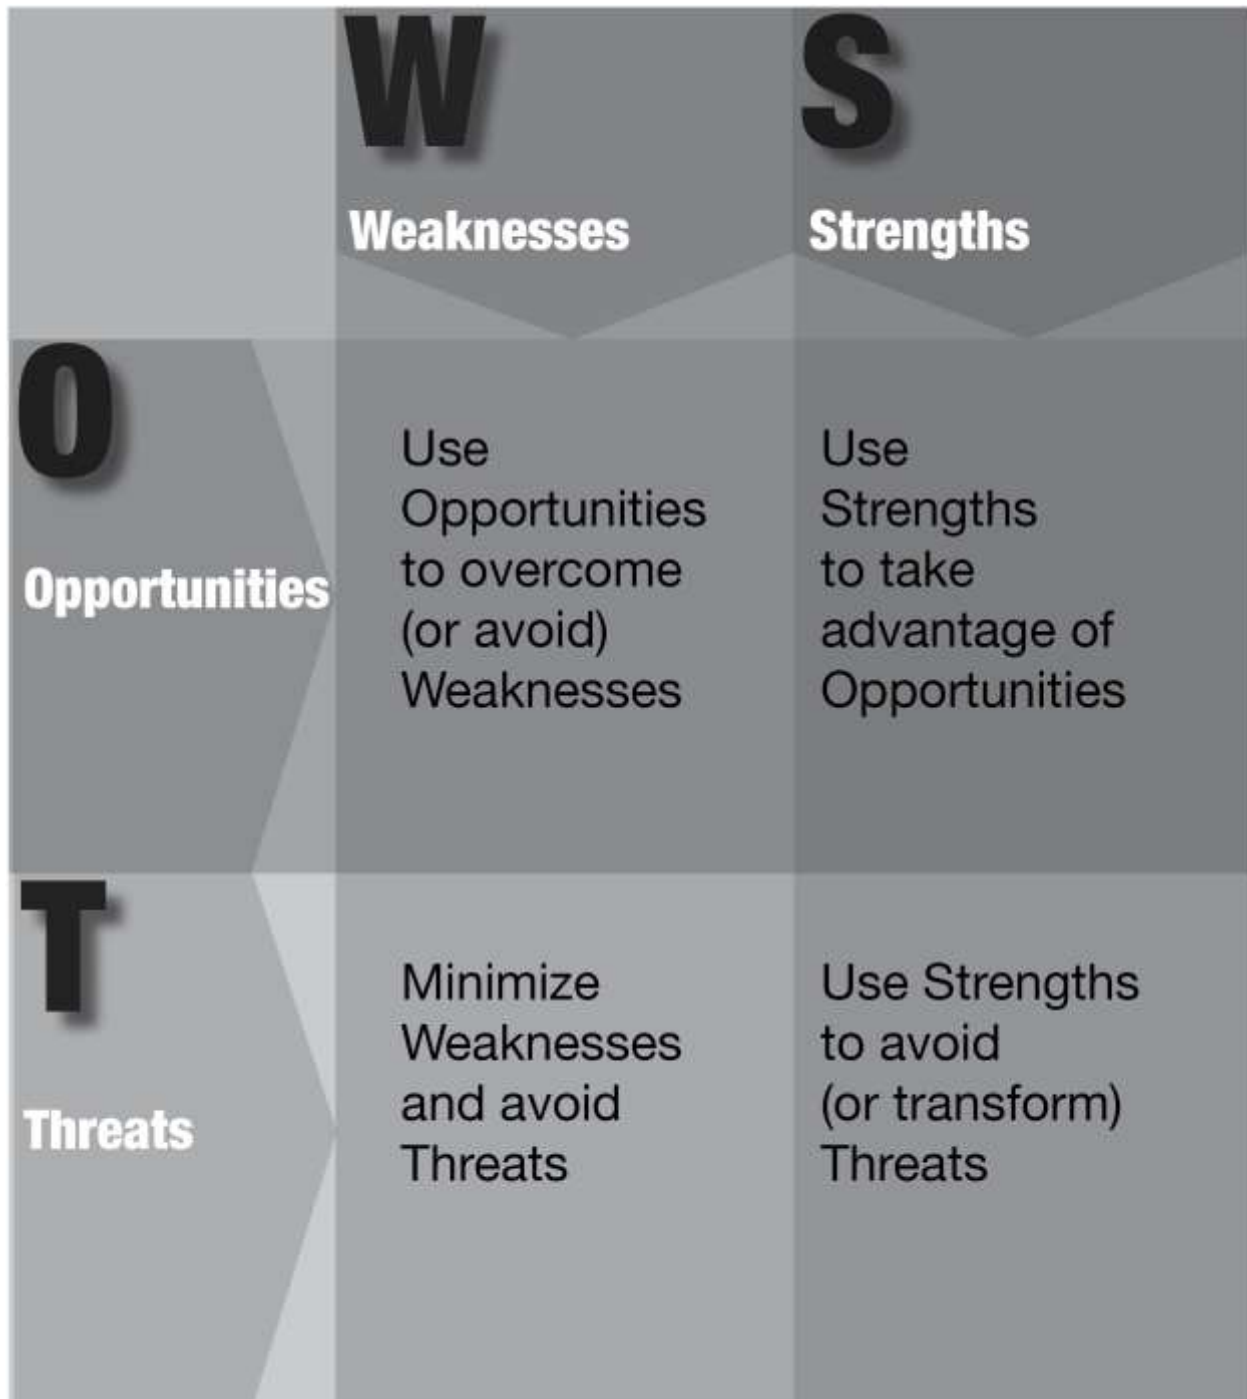 W
S
Weaknesses
Strengths
O
Opportunities
Use
Opportunities
to overcome
(or avoid)
Weaknesses
Use
Strengths
to take
advantage of
Opportunities
T
Threats
Minimize
Weaknesses
and avoid
Threats
Use Strengths
to avoid
(or transform)
Threats